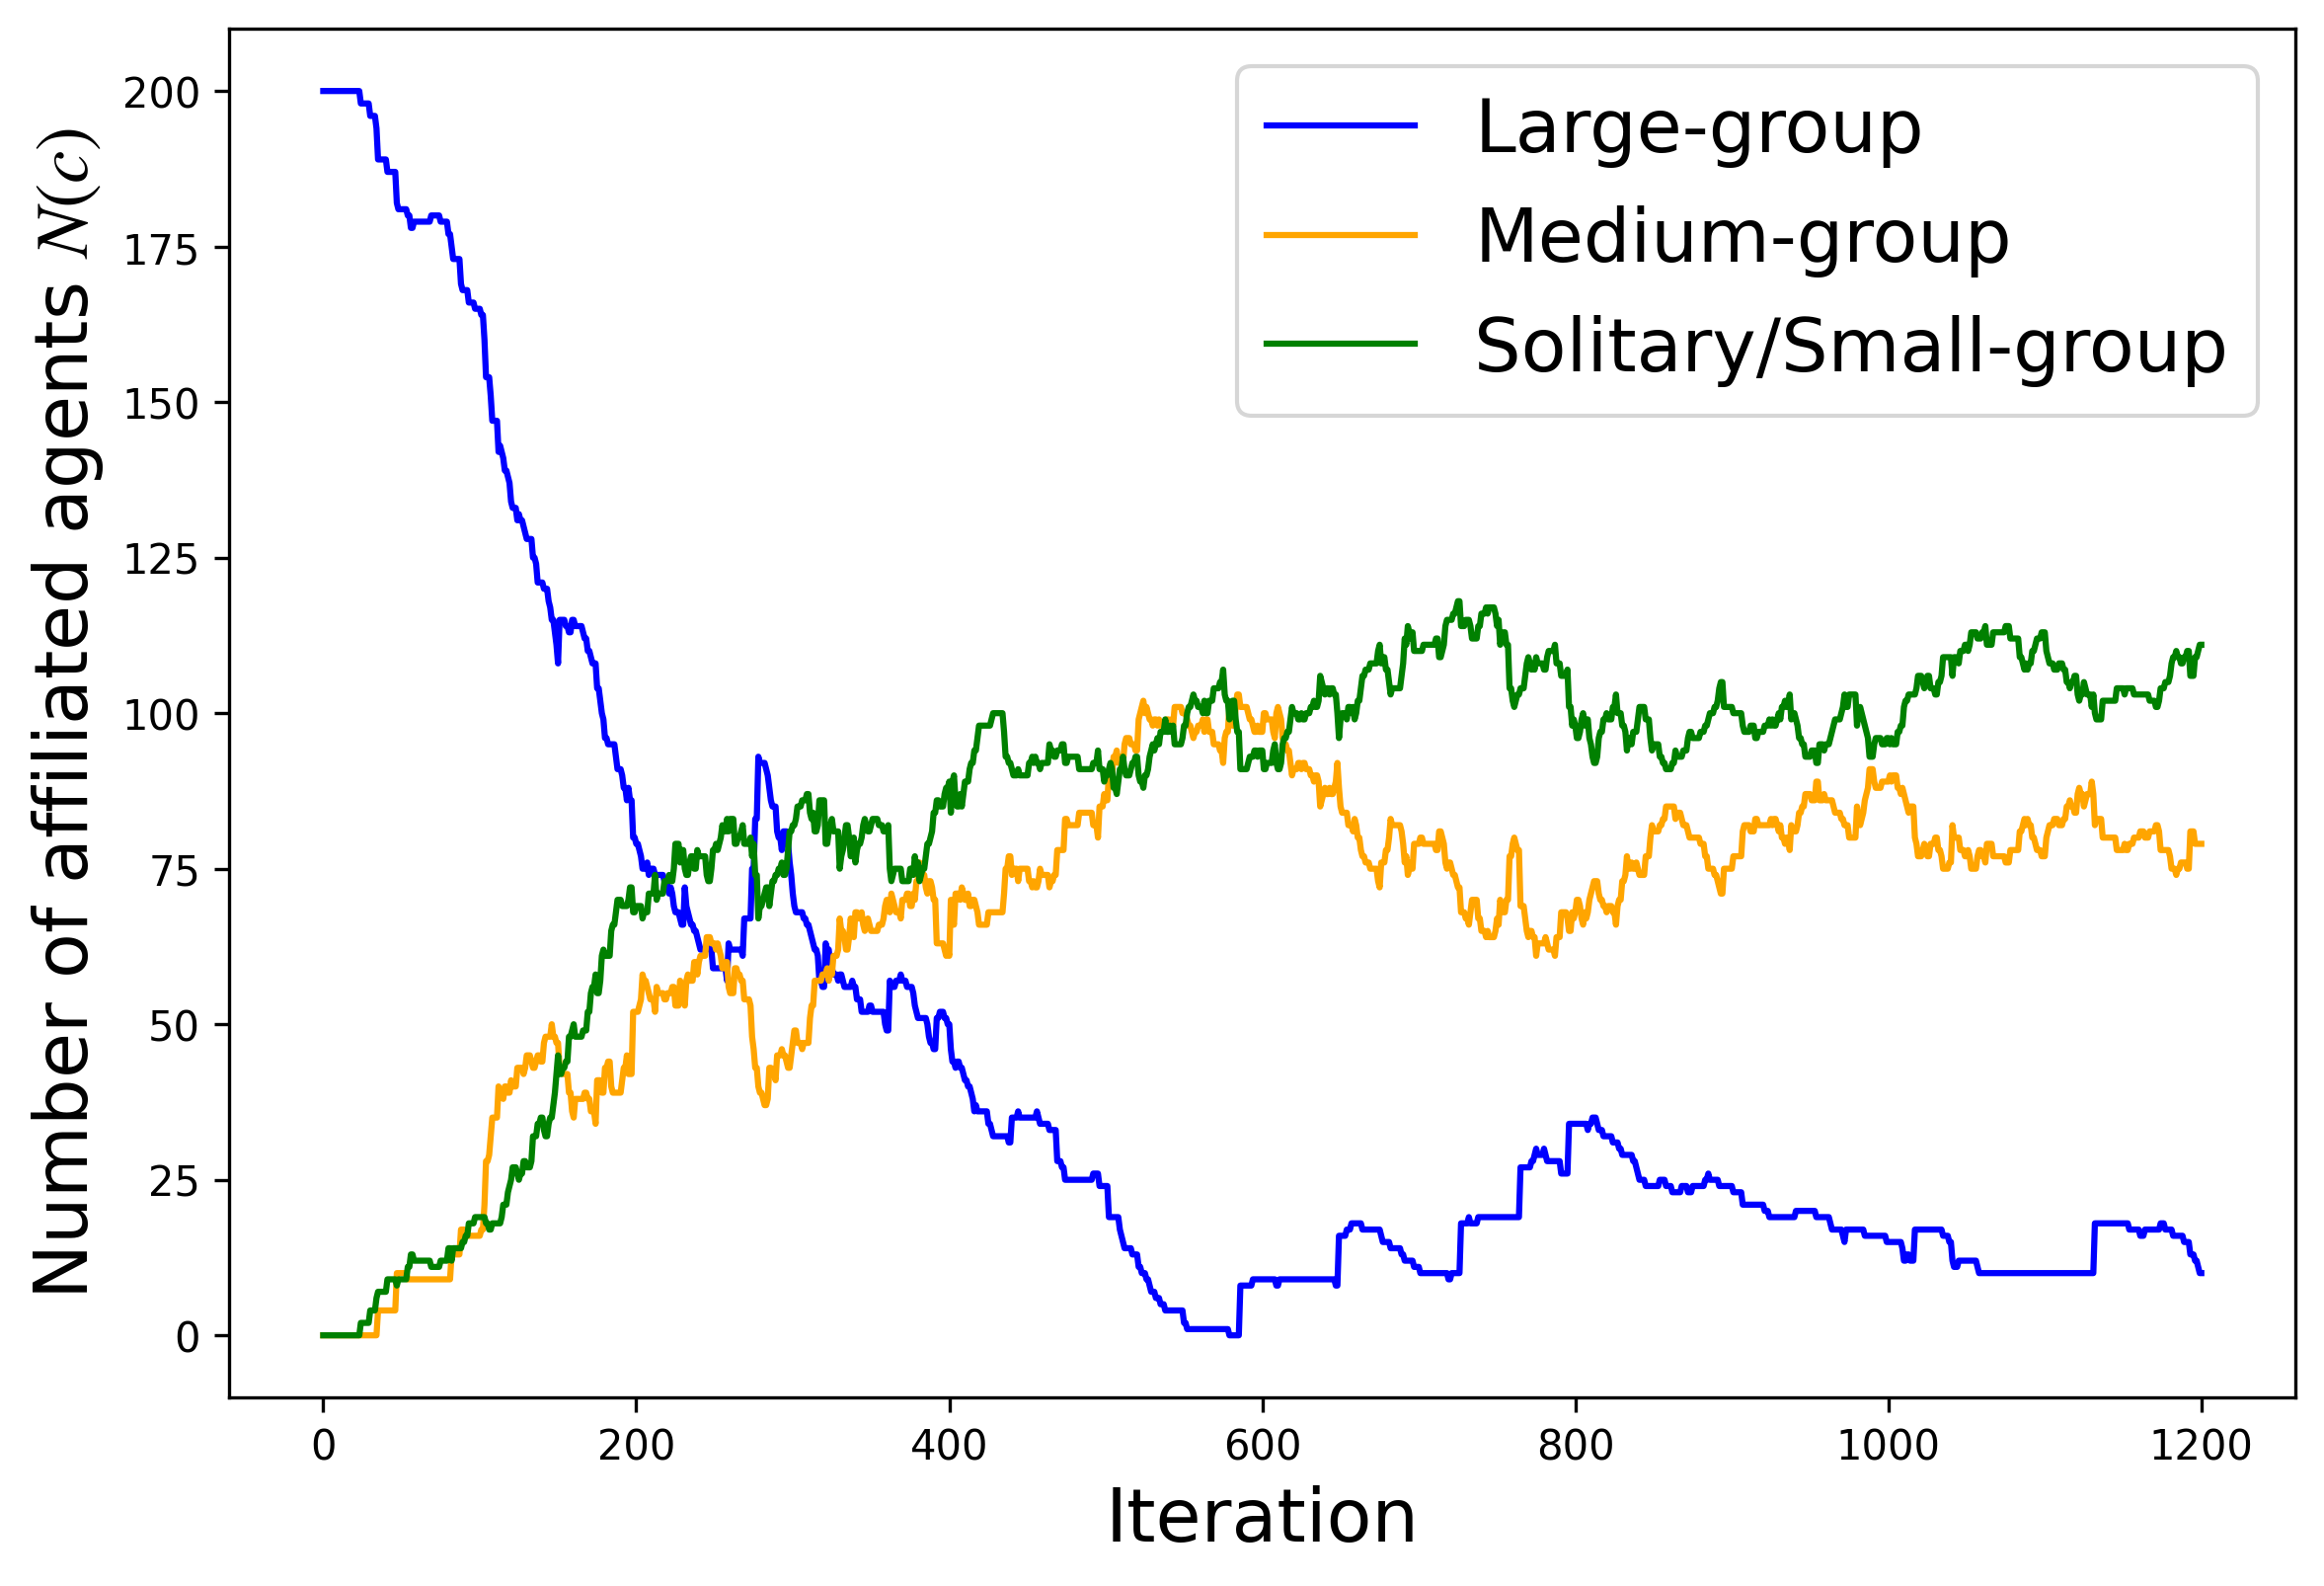 Number of affiliated agents N(c)
200
175
150
125
100
75
50
25
0
Large-group
Medium-group
Solitary/Small-group
0 200 400 600 800 1000 1200
Iteration